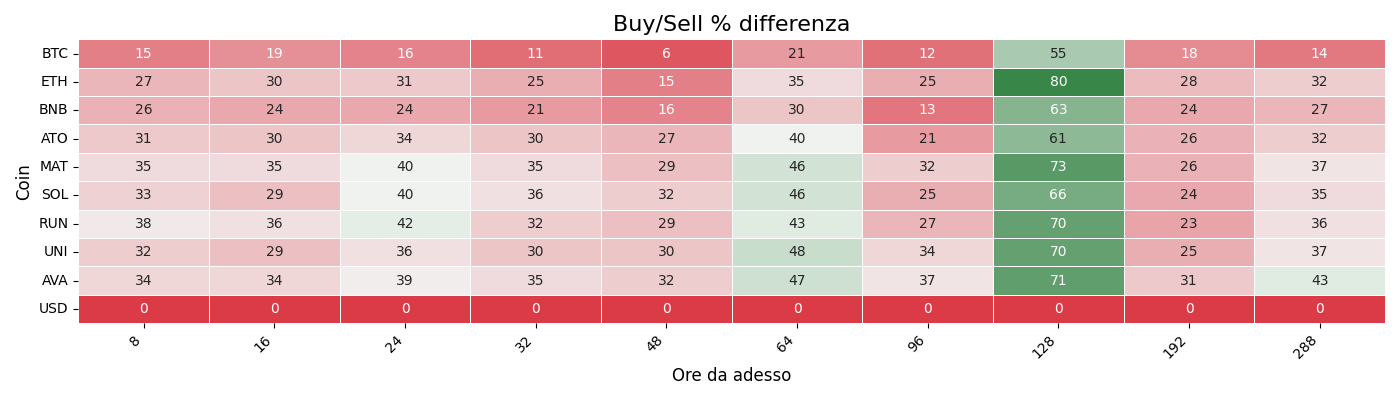 Buy/Sell % differenza
Coin
BTC 15 19 16 11 6 21 12 55 18 14
ETH 27 30 31 25 15 35 25 80 28 32
BNB 26 24 24 21 16 30 13 63 24 27
ATO 31 30 34 30 27 40 21 61 26 32
MAT 35 35 40 35 29 46 32 73 26 37
SOL 33 29 40 36 32 46 25 66 24 35
RUN 38 36 42 32 29 43 27 70 23 36
UNI 32 29 36 30 30 48 34 70 25 37
AVA 34 34 39 35 32 47 37 71 31 43
USD 0 0 0 0 0 0 0 0 0 0
8 16 24 32 48 64 96 128 192 288
Ore da adesso